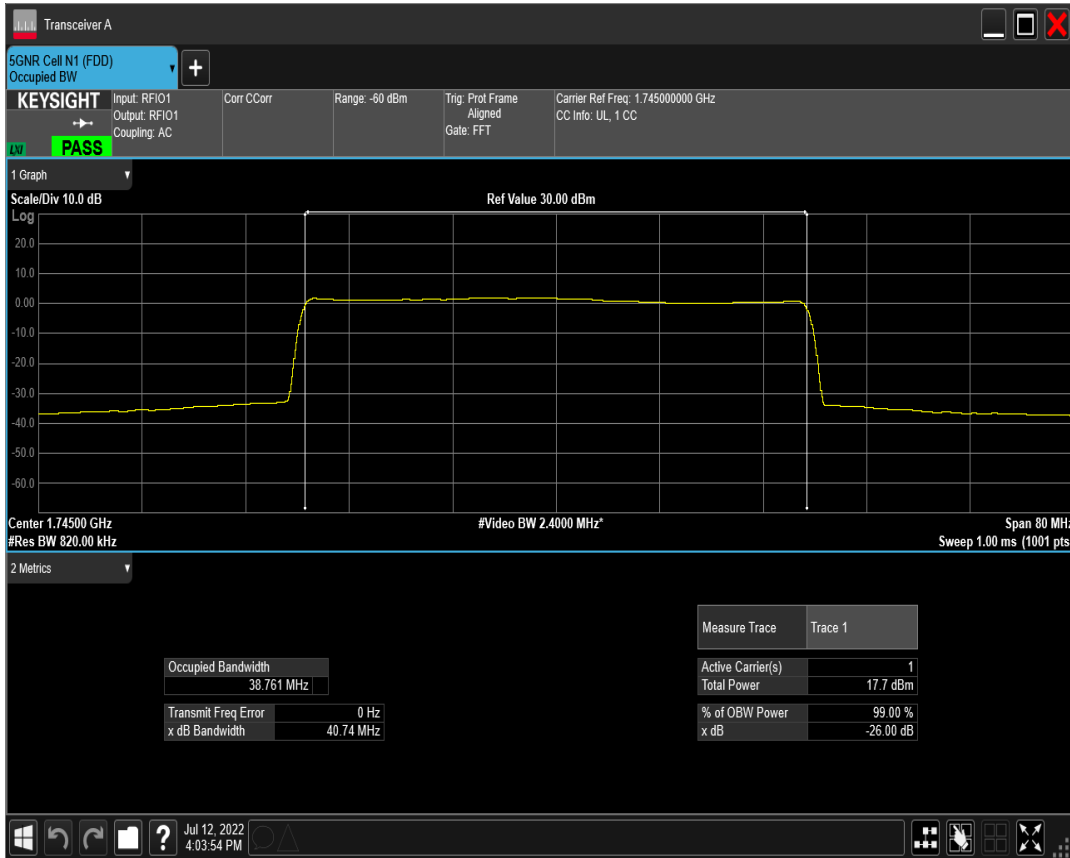 Transceiver A
5GNR Cell N1 (FDD)
Occupied BW
+
KEYSIGHT
LXI
PASS
Input: RFIO1
Output: RFIO1
Coupling: AC
Corr CCorr
Range: -60 dBm
Trig: Prot Frame
Aligned
Gate: FFT
Carrier Ref Freq: 1.745000000 GHz
CC Info: UL, 1 CC
1 Graph
Scale/Div 10.0 dB
Ref Value 30.00 dBm
Log
20.0
10.0
0.00
-10.0
-20.0
-30.0
-40.0
-50.0
-60.0
Center 1.74500 GHz
#Video BW 2.4000 MHz*
Span 80 MHz
#Res BW 820.00 kHz
Sweep 1.00 ms (1001 pts
2 Metrics
Measure Trace Trace 1
Occupied Bandwidth
38.761 MHz
Active Carrier(s) 1
Total Power 17.7 dBm
Transmit Freq Error 0 Hz
x dB Bandwidth 40.74 MHz
% of OBW Power 99.00 %
x dB -26.00 dB
?
Jul 12, 2022
4:03:54 PM